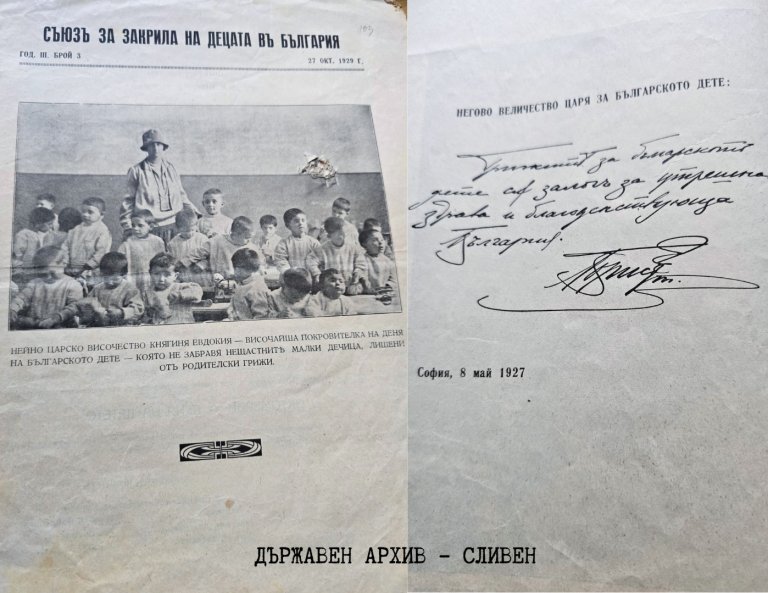 СЪЮЗЪ ЗА ЗАКРИЛА НА ДЕЦАТА ВЪ БЪЛГАРИЯ
103
ГОД. III. БРОЙ 3
27 ОКТ. 1929 Г.
НЕЙНО ЦАРСКО ВИСОЧЕСТВО КНЯГИНЯ ЕВДОКИЯ — ВИСОЧАЙША ПОКРОВИТЕЛКА НА ДЕНЯ
НА БЪЛГАРСКОТО ДЕТЕ — КОЯТО НЕ ЗАБРАВЯ НЕЩАСТНИТѢ МАЛКИ ДЕЧИЦА, ЛИШЕНИ
ОТЪ РОДИТЕЛСКИ ГРИЖИ.
НЕГОВО ВЕЛИЧЕСТВО ЦАРЯ ЗА БЪЛГАРСКОТО ДЕТЕ:
Грижитѣ за българското
дете сѫ залогъ за утрешна
здрава и благоденствующа
България.
Борисъ
София, 8 май 1927
ДЪРЖАВЕН АРХИВ - СЛИВЕН